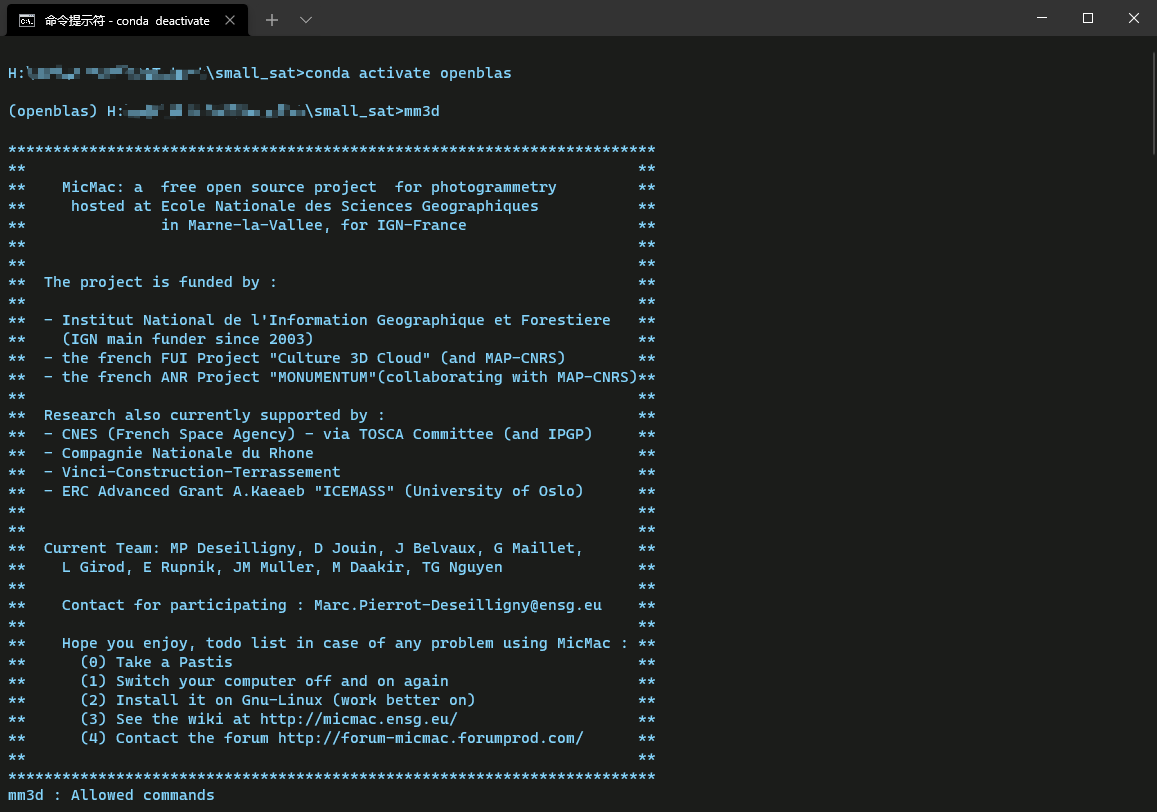 命令提示符 - conda deactivate
H:\small_sat>conda activate openblas
(openblas) H:\small_sat>mm3d
************************************************************************
** **
** MicMac: a free open source project for photogrammetry **
** hosted at Ecole Nationale des Sciences Geographiques **
** in Marne-la-Vallee, for IGN-France **
** **
** **
** The project is funded by : **
** **
** - Institut National de l'Information Geographique et Forestiere **
** (IGN main funder since 2003) **
** - the french FUI Project "Culture 3D Cloud" (and MAP-CNRS) **
** - the french ANR Project "MONUMENTUM"(collaborating with MAP-CNRS)**
** **
** Research also currently supported by : **
** - CNES (French Space Agency) - via TOSCA Committee (and IPGP) **
** - Compagnie Nationale du Rhone **
** - Vinci-Construction-Terrassement **
** - ERC Advanced Grant A.Kaeaeb "ICEMASS" (University of Oslo) **
** **
** **
** Current Team: MP Deseilligny, D Jouin, J Belvaux, G Maillet, **
** L Girod, E Rupnik, JM Muller, M Daakir, TG Nguyen **
** **
** Contact for participating : Marc.Pierrot-Deseilligny@ensg.eu **
** **
** Hope you enjoy, todo list in case of any problem using MicMac : **
** (0) Take a Pastis **
** (1) Switch your computer off and on again **
** (2) Install it on Gnu-Linux (work better on) **
** (3) See the wiki at http://micmac.ensg.eu/ **
** (4) Contact the forum http://forum-micmac.forumprod.com/ **
** **
************************************************************************
mm3d : Allowed commands